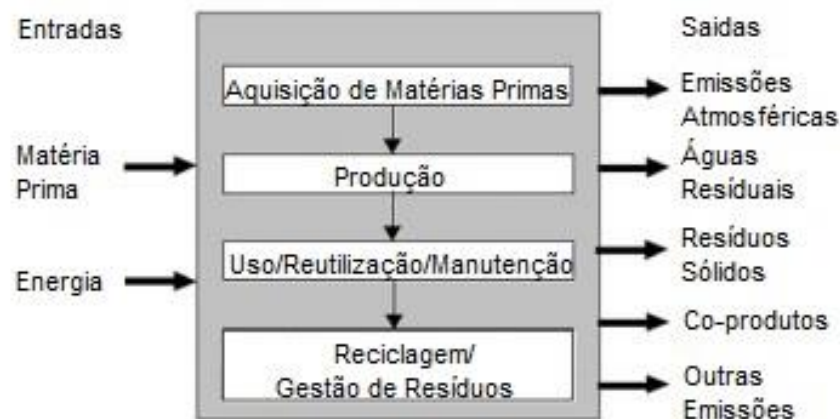 Entradas
Matéria
Prima
Energia
Aquisição de Matérias Primas
Produção
Uso/Reutilização/Manutenção
Reciclagem/
Gestão de Resíduos
Saidas
Emissões
Atmosféricas
Águas
Resíduais
Resíduos
Sólidos
Co-produtos
Outras
Emissões